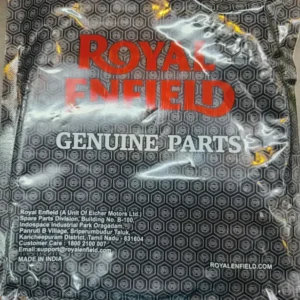 ROYAL
ENFIELD
GENUINE PARTS
Royal Enfield (A Unit Of Eicher Motors Ltd.)
Spare Parts Division, Building No. B-100,
Indospace Industrial Park Oragadam,
Panruti B Village, Sriperumbudur Taluk,
Kancheepuram District, Tamil Nadu - 631604
Customer Care : 1800 2100 007
Email:support@royalenfield.com
MADE IN INDIA
ROYALENFIELD.COM